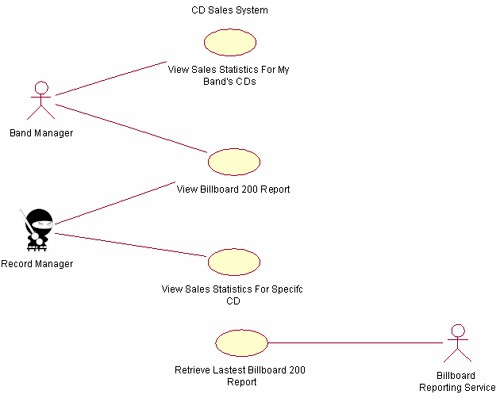 CD Sales System
View Sales Statistics For My
Band's CDs
Band Manager
View Billboard 200 Report
Record Manager
View Sales Statistics For Specifc
CD
Retrieve Lastest Billboard 200
Report
Billboard
Reporting Service